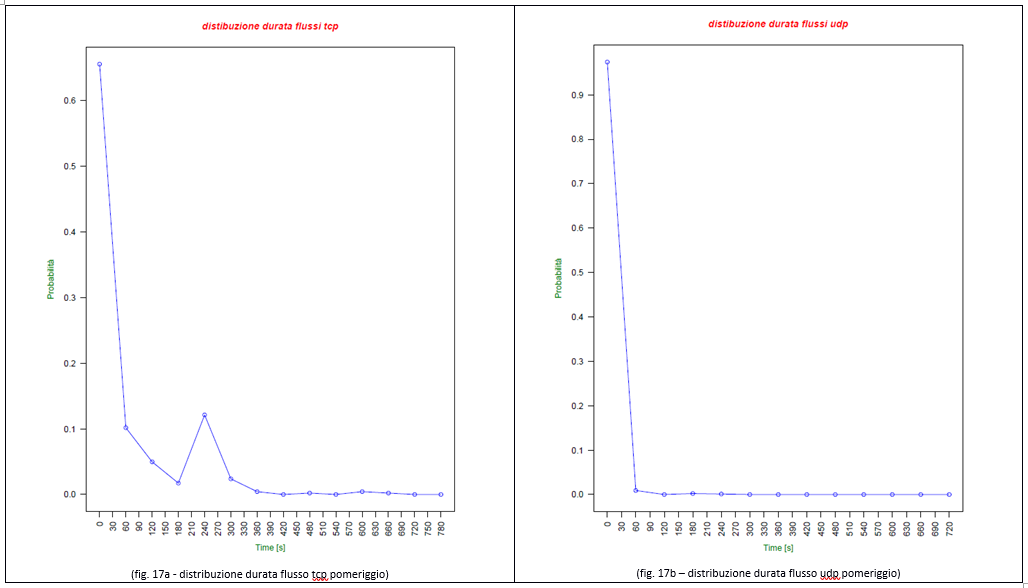 distibuzione durata flussi tcp
0.6
0.5
0.4
0.3
0.2
0.1
0.0
Probabilità
0 30 60 90 120 150 180 210 240 270 300 330 360 390 420 450 480 510 540 570 600 630 660 690 720 750 780
Time [s]
(fig. 17a - distribuzione durata flusso tcp pomeriggio)
distibuzione durata flussi udp
0.9
0.8
0.7
0.6
0.5
0.4
0.3
0.2
0.1
0.0
Probabilità
0 30 60 90 120 150 180 210 240 270 300 330 360 390 420 450 480 510 540 570 600 630 660 690 720
Time [s]
(fig. 17b – distribuzione durata flusso udp pomeriggio)